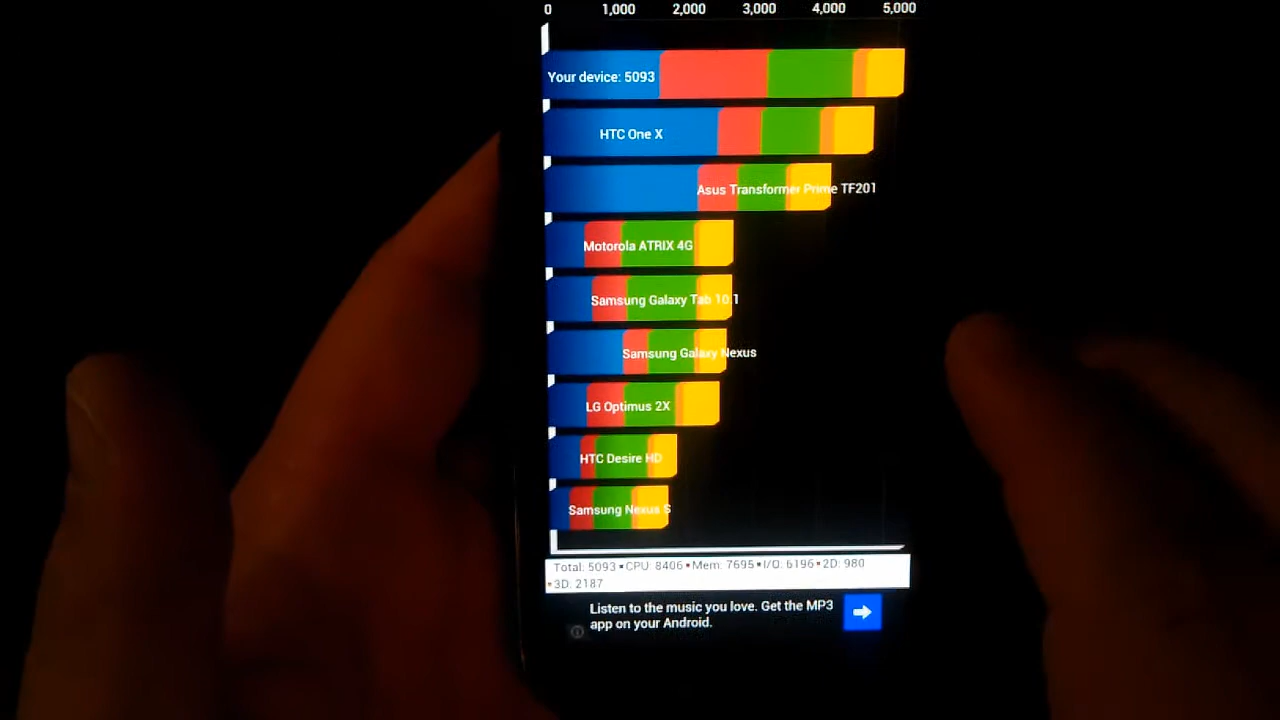 0 1,000 2,000 3,000 4,000 5,000
Your device: 5093
HTC One X
Asus Transformer Prime TF201
Motorola ATRIX 4G
Samsung Galaxy Tab 10.1
Samsung Galaxy Nexus
LG Optimus 2X
HTC Desire HD
Samsung Nexus S
Total: 5093 • CPU: 8406 • Mem: 7695 • I/O: 6196 • 2D: 980
• 3D: 2187
Listen to the music you love. Get the MP3
app on your Android.